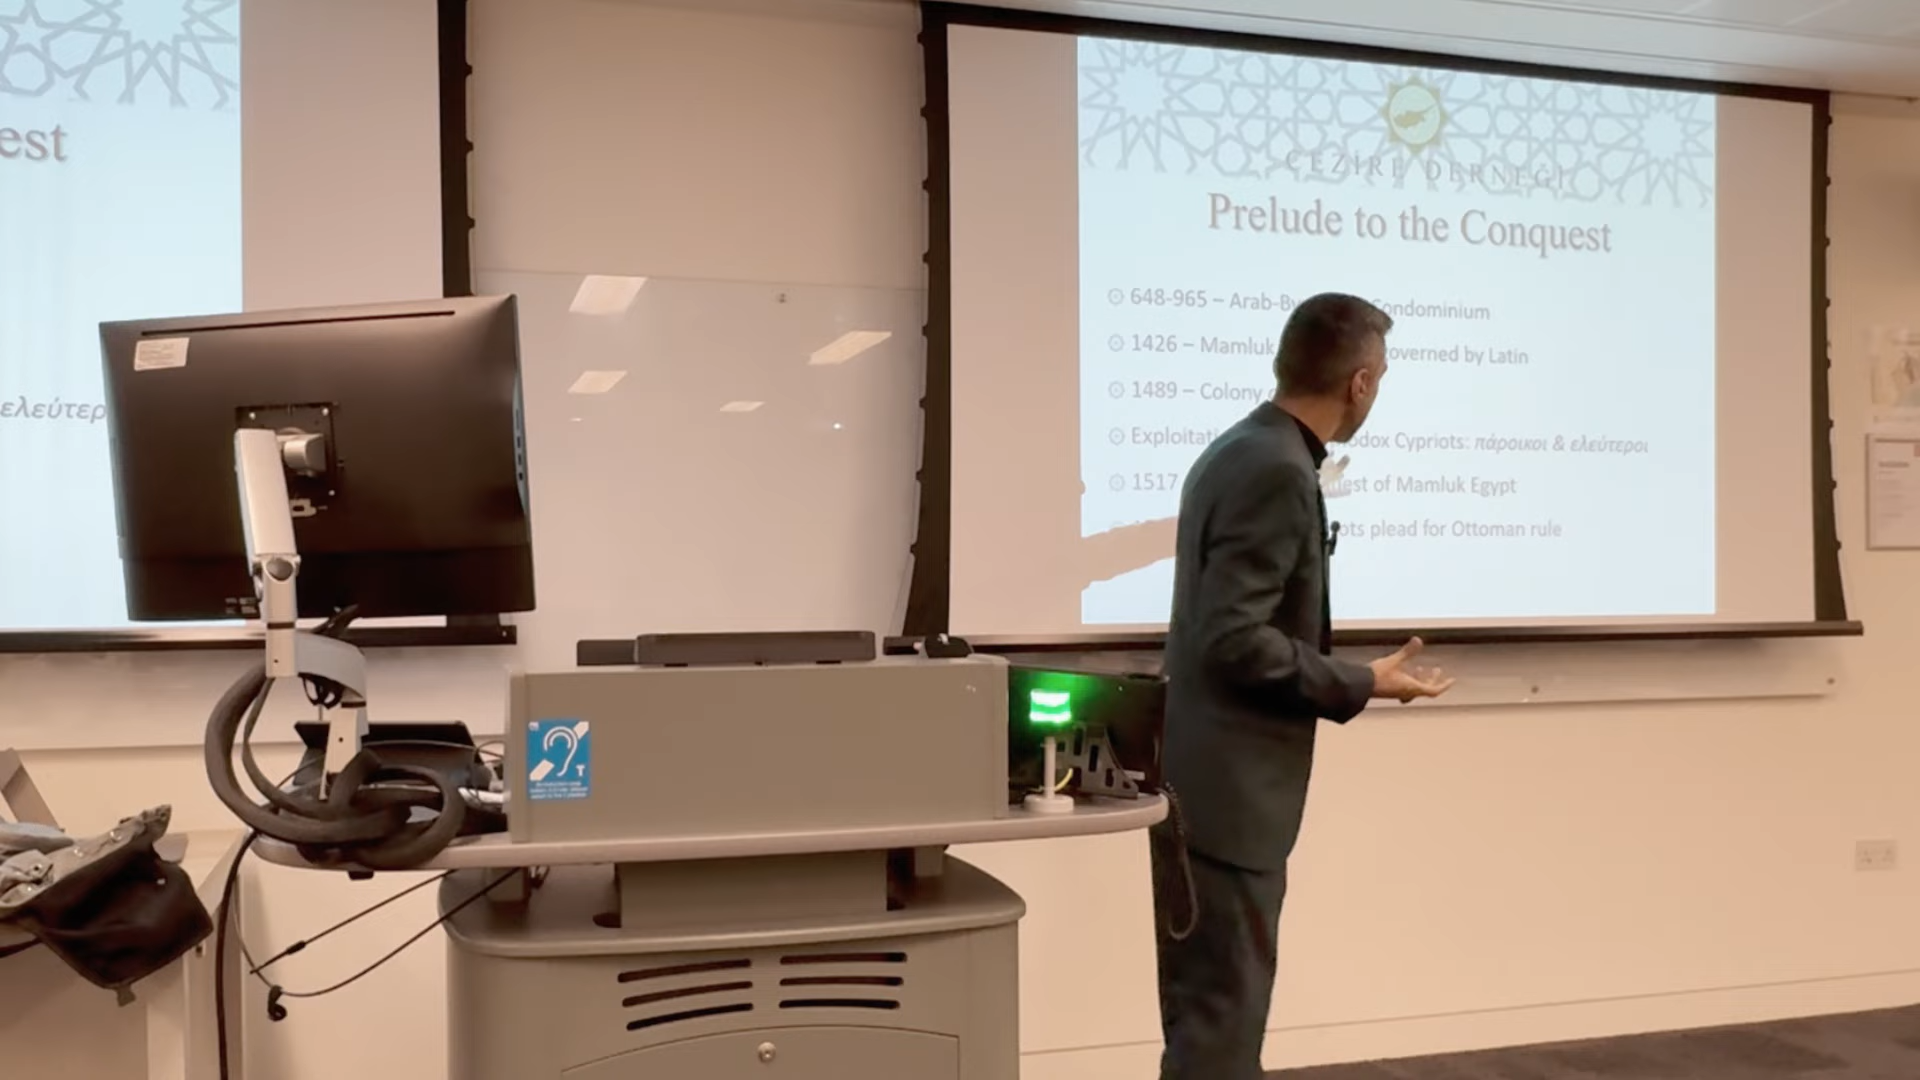 est
ελεύτερ
CEZİRE DERNEĞİ
Prelude to the Conquest
648-965 – Arab-By ondominium
1426 – Mamluk overned by Latin
1489 – Colony
Exploitati odox Cypriots: πάροικοι & ελεύτεροι
1517 est of Mamluk Egypt
ots plead for Ottoman rule
T